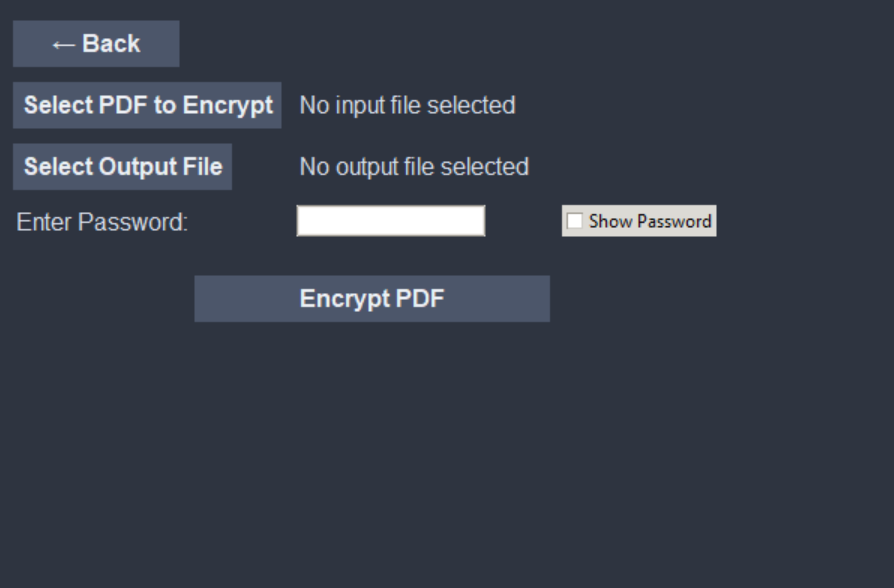 ← Back
Select PDF to Encrypt No input file selected
Select Output File No output file selected
Enter Password: Show Password
Encrypt PDF